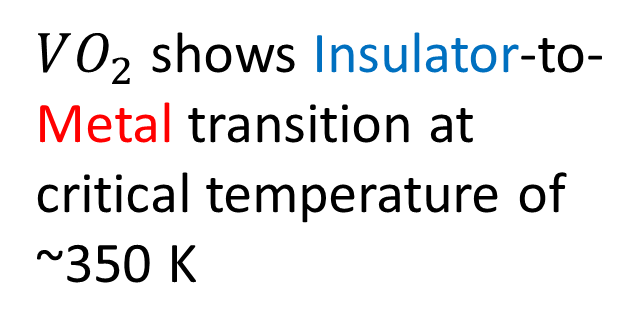 VO₂ shows Insulator-to-
Metal transition at
critical temperature of
~350 K